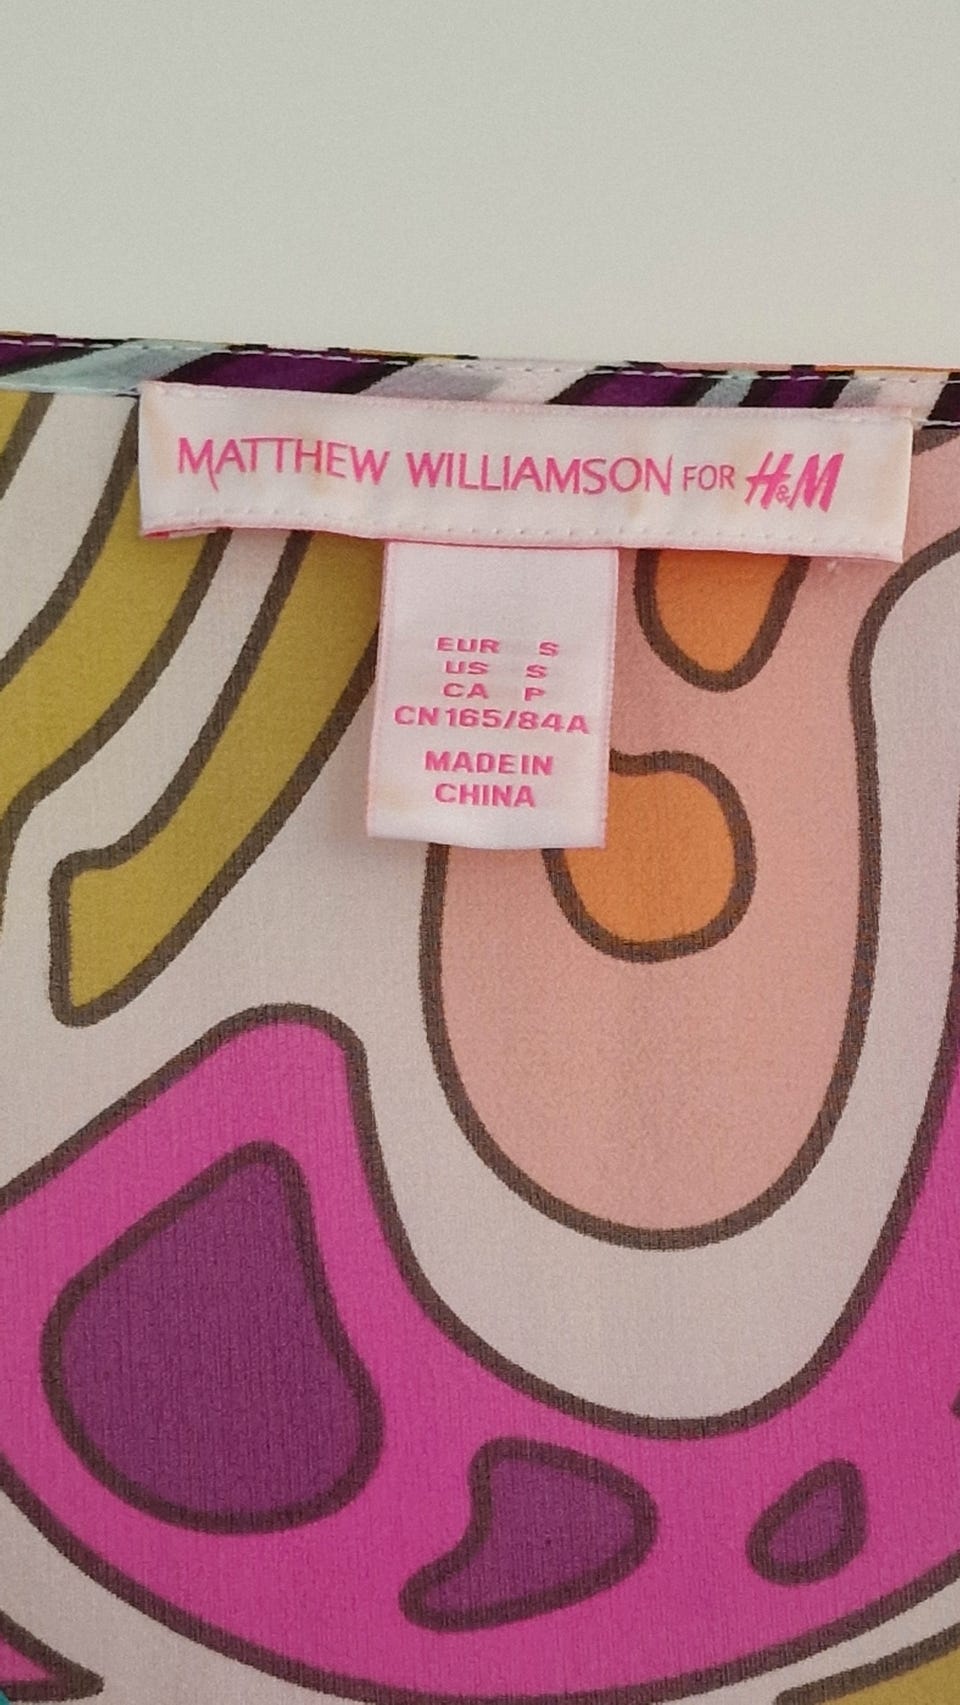 MATTHEW WILLIAMSON FOR H&M
EUR S
US S
CA P
CN165/84A
MADE IN
CHINA